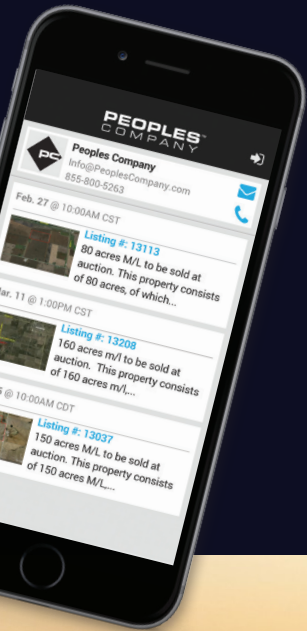 PEOPLES™
COMPANY
PC
Peoples Company
Info@PeoplesCompany.com
855-800-5263
Feb. 27 @ 10:00AM CST
Listing #: 13113
80 acres M/L to be sold at
auction. This property consists
of 80 acres, of which...
11 @ 1:00PM CST
Listing #: 13208
160 acres m/l to be sold at
auction. This property consists
of 160 acres m/l,...
@ 10:00AM CDT
Listing #: 13037
150 acres M/L to be sold at
auction. This property consists
of 150 acres M/L,...